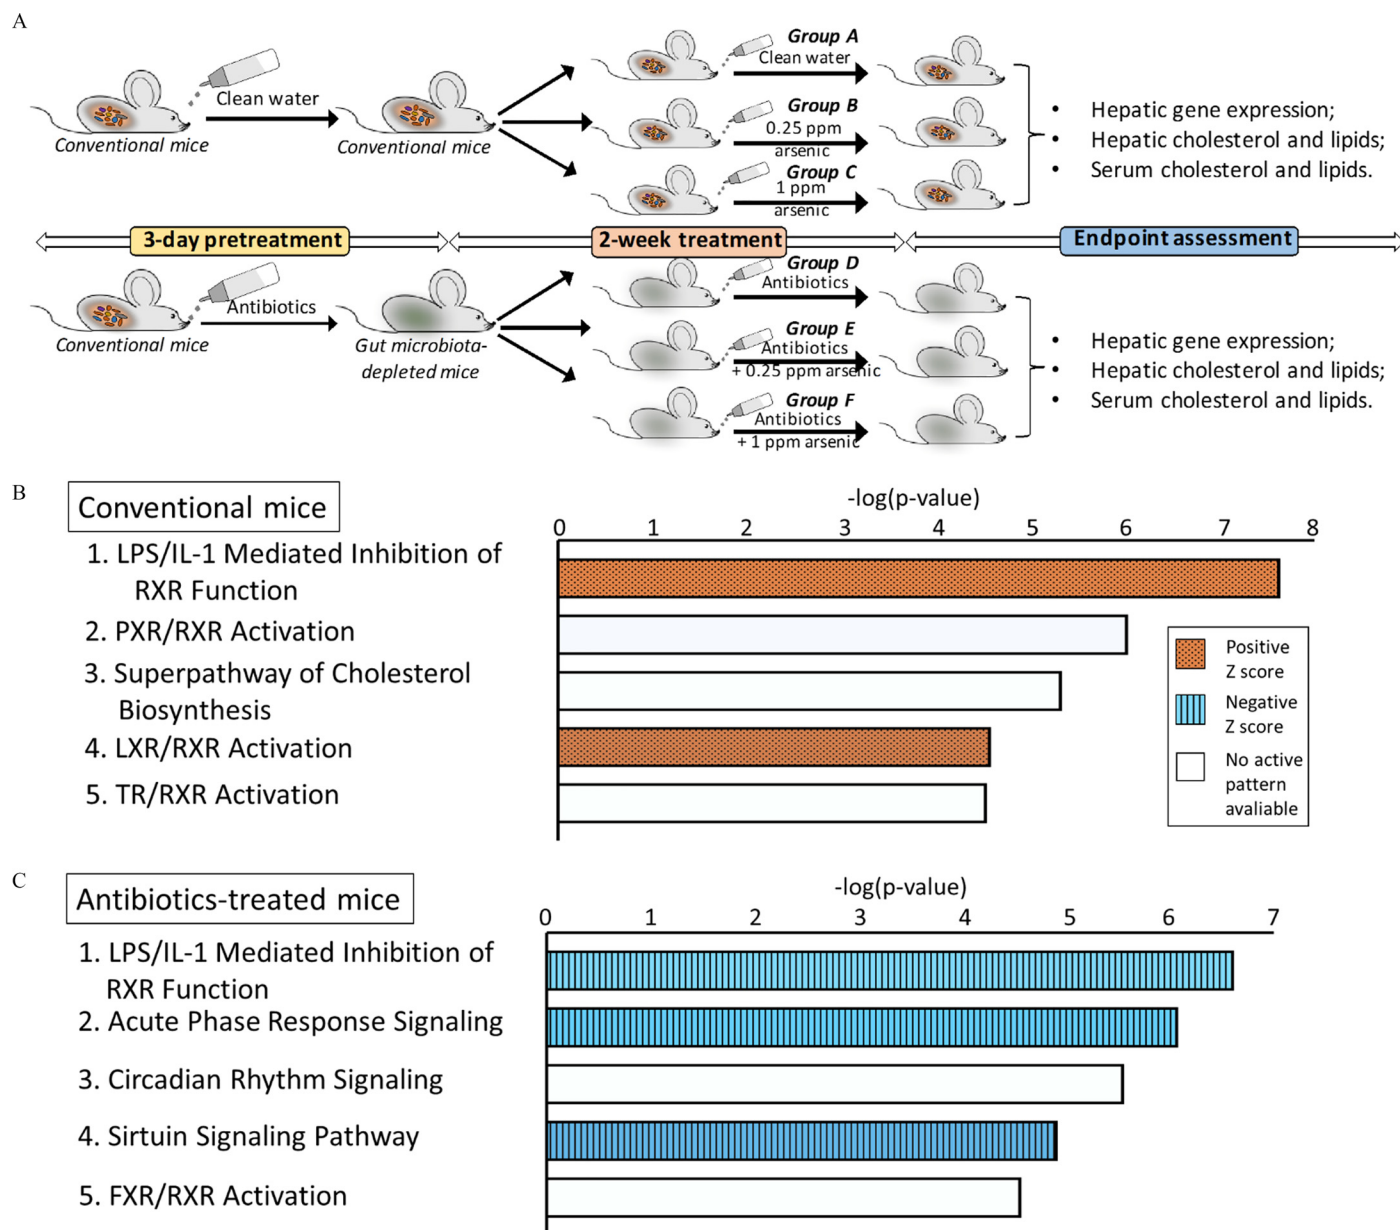 A
Group A
Clean water
Clean water
Conventional mice
Conventional mice
Group B
0.25 ppm
arsenic
Group C
1 ppm
arsenic
• Hepatic gene expression;
• Hepatic cholesterol and lipids;
• Serum cholesterol and lipids.
3-day pretreatment
2-week treatment
Endpoint assessment
Antibiotics
Conventional mice
Gut microbiota-
depleted mice
Group D
Antibiotics
Group E
Antibiotics
+ 0.25 ppm arsenic
Group F
Antibiotics
+ 1 ppm arsenic
• Hepatic gene expression;
• Hepatic cholesterol and lipids;
• Serum cholesterol and lipids.
B
Conventional mice
-log(p-value)
0 1 2 3 4 5 6 7 8
1. LPS/IL-1 Mediated Inhibition of
RXR Function
2. PXR/RXR Activation
3. Superpathway of Cholesterol
Biosynthesis
4. LXR/RXR Activation
5. TR/RXR Activation
Positive
Z score
Negative
Z score
No active
pattern
avaliable
C
Antibiotics-treated mice
-log(p-value)
0 1 2 3 4 5 6 7
1. LPS/IL-1 Mediated Inhibition of
RXR Function
2. Acute Phase Response Signaling
3. Circadian Rhythm Signaling
4. Sirtuin Signaling Pathway
5. FXR/RXR Activation